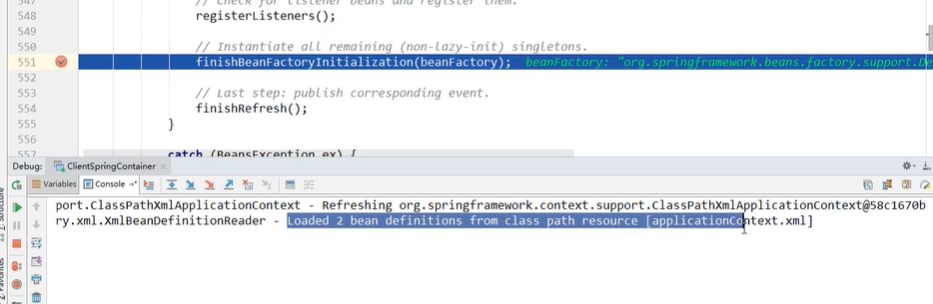 547 // Check for listener beans and register them.
548 registerListeners();
549
550 // Instantiate all remaining (non-lazy-init) singletons.
551 finishBeanFactoryInitialization(beanFactory); beanFactory: "org.springframework.beans.factory.support.De
552
553 // Last step: publish corresponding event.
554 finishRefresh();
555 }
556
557 catch (BeansException ex) {
Debug: ClientSpringContainer
Variables Console
port.ClassPathXmlApplicationContext - Refreshing org.springframework.context.support.ClassPathXmlApplicationContext@58c1670b
ry.xml.XmlBeanDefinitionReader - Loaded 2 bean definitions from class path resource [applicationContext.xml]
2: Favorites